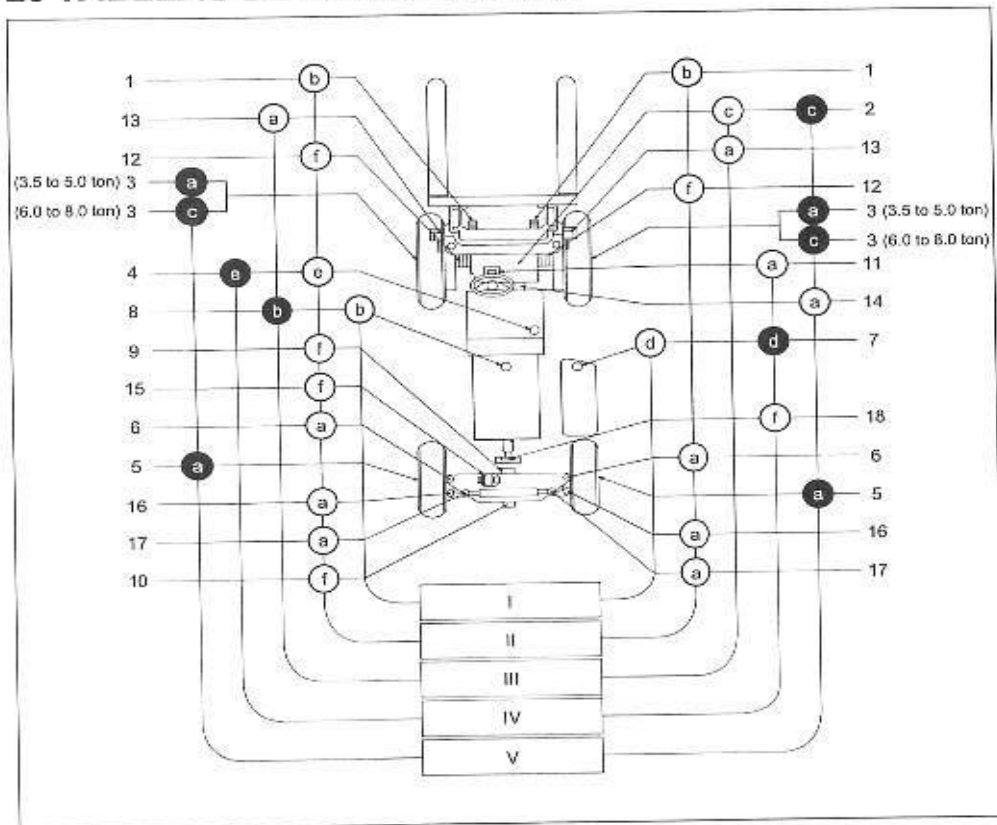 1 b b 1
13 a c c 2
12 f a 13
(3.5 to 5.0 ton) 3 a f 12
(6.0 to 8.0 ton) 3 c a 3 (3.5 to 5.0 ton)
c 3 (6.0 to 8.0 ton)
4 e e a 11
8 b b a 14
9 f d d 7
15 f
6 a f 18
5 a a 6
16 a a 5
17 a a 16
10 f a 17
I
II
III
IV
V